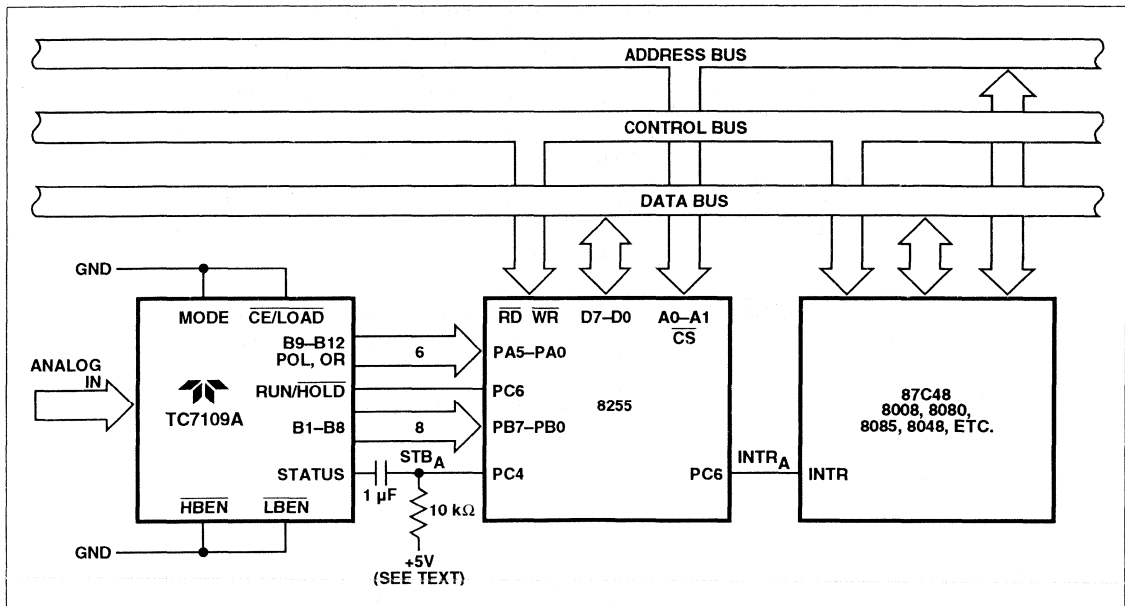 ADDRESS BUS
CONTROL BUS
DATA BUS
GND
MODE
CE/LOAD
RD WR
D7–D0
A0–A1
CS
B9–B12
POL, OR
6
PA5–PA0
ANALOG
IN
RUN/HOLD
PC6
TC7109A
8255
87C48
8008, 8080,
8085, 8048, ETC.
B1–B8
8
PB7–PB0
STATUS
1 µF
STBA
PC4
PC6
INTRA
INTR
HBEN
LBEN
10 kΩ
GND
+5V
(SEE TEXT)